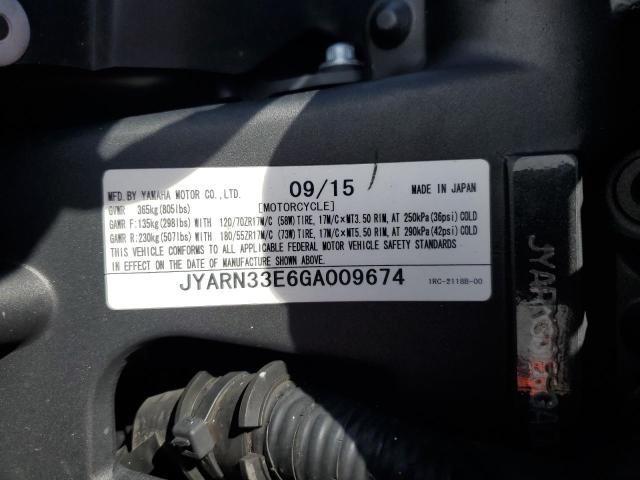 MFD. BY YAMAHA MOTOR CO., LTD. 09/15 MADE IN JAPAN
GVWR 365kg(805lbs) [MOTORCYCLE]
GAWR F:135kg(298lbs) WITH 120/70ZR17M/C (58W)TIRE, 17M/C×MT3.50 RIM, AT 250kPa(36psi)COLD
GAWR R:230kg(507lbs) WITH 180/55ZR17M/C (73W)TIRE, 17M/C×MT5.50 RIM, AT 290kPa(42psi)COLD
THIS VEHICLE CONFORMS TO ALL APPLICABLE FEDERAL MOTOR VEHICLE SAFETY STANDARDS
IN EFFECT ON THE DATE OF MANUFACTURE SHOWN ABOVE.
JYARN33E6GA009674 1RC-2118B-00